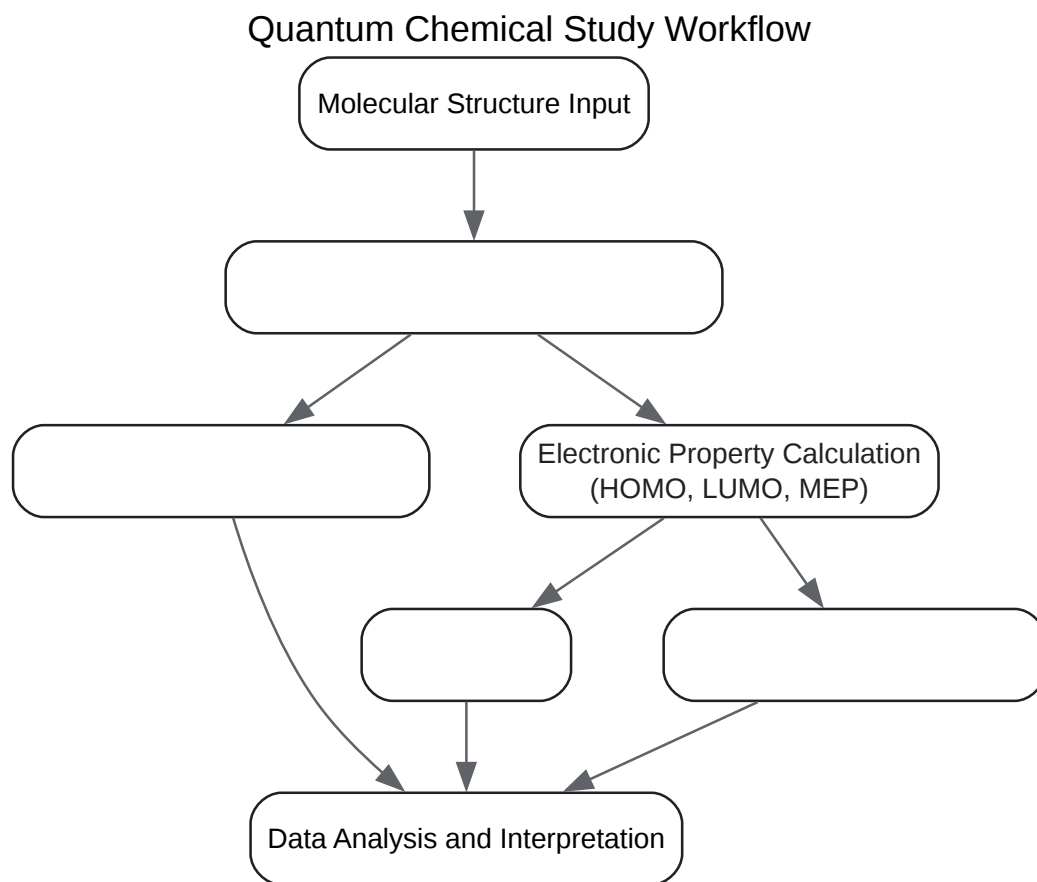 Quantum Chemical Study Workflow
Molecular Structure Input
Electronic Property Calculation
(HOMO, LUMO, MEP)
Data Analysis and Interpretation